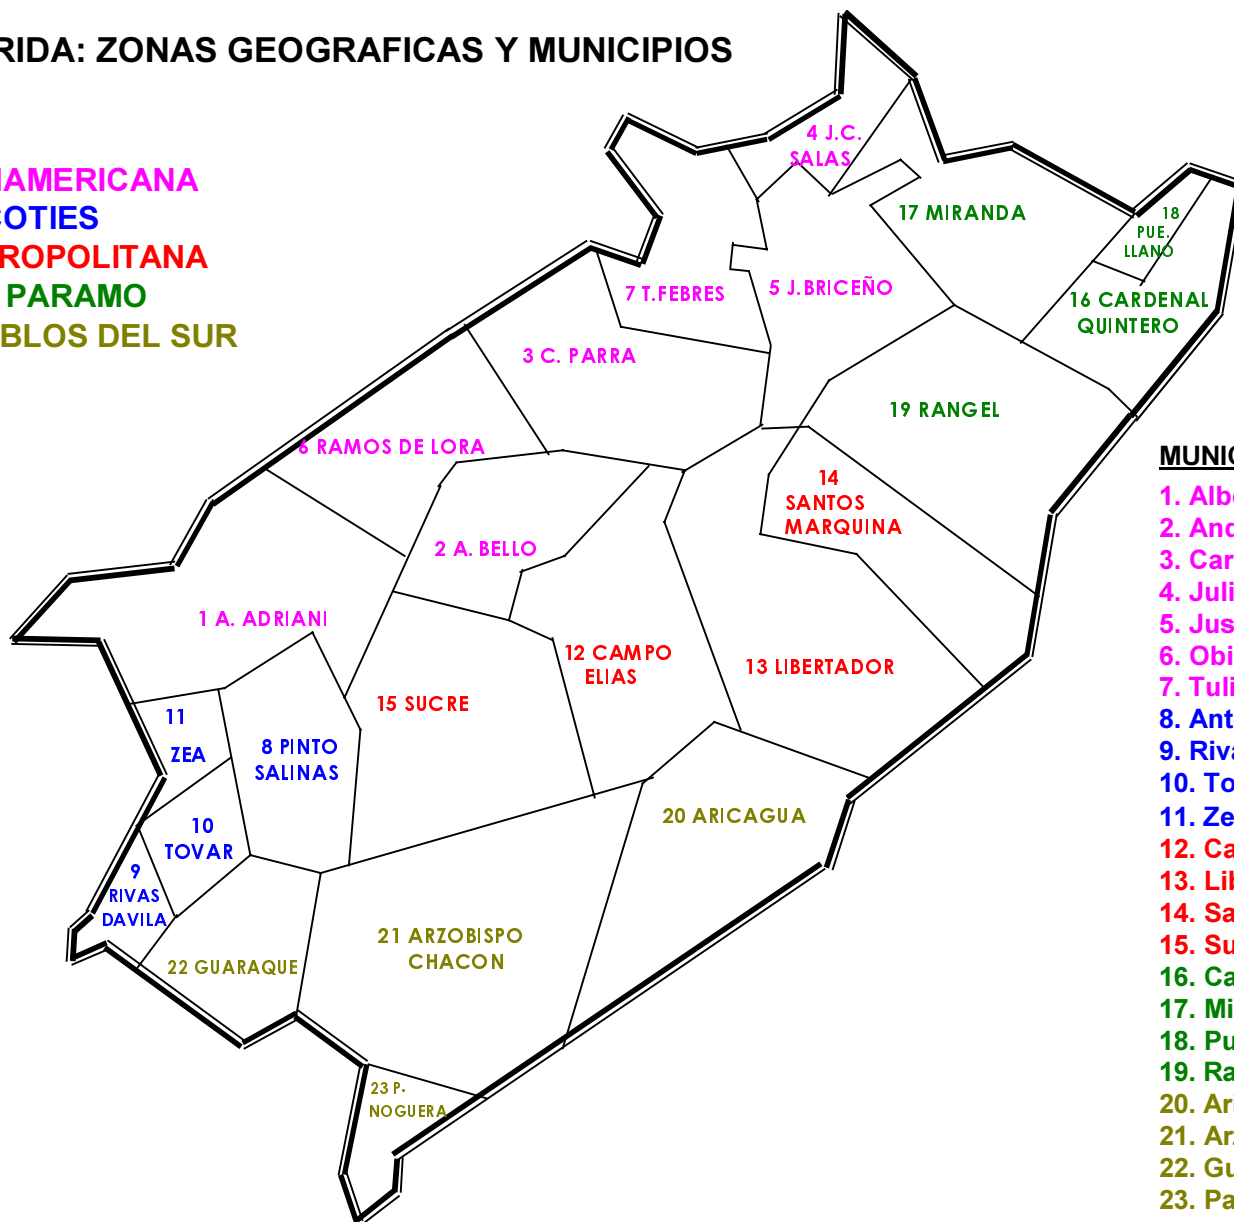 RIDA: ZONAS GEOGRAFICAS Y MUNICIPIOS
NAMERICANA
COTIES
ROPOLITANA
PARAMO
BLOS DEL SUR
4 J.C.
SALAS
17 MIRANDA
18
PUE.
LLANO
7 T.FEBRES
5 J.BRICEÑO
16 CARDENAL
QUINTERO
3 C. PARRA
19 RANGEL
6 RAMOS DE LORA
14
SANTOS
MARQUINA
2 A. BELLO
1 A. ADRIANI
12 CAMPO
ELIAS
13 LIBERTADOR
15 SUCRE
11
ZEA
8 PINTO
SALINAS
20 ARICAGUA
10
TOVAR
9
RIVAS
DAVILA
21 ARZOBISPO
CHACON
22 GUARAQUE
23 P.
NOGUERA
MUNIC
1. Alb
2. And
3. Car
4. Juli
5. Jus
6. Obi
7. Tuli
8. Ant
9. Riva
10. To
11. Ze
12. Ca
13. Lib
14. Sa
15. Su
16. Ca
17. Mi
18. Pu
19. Ra
20. Ari
21. Arz
22. Gu
23. Pa